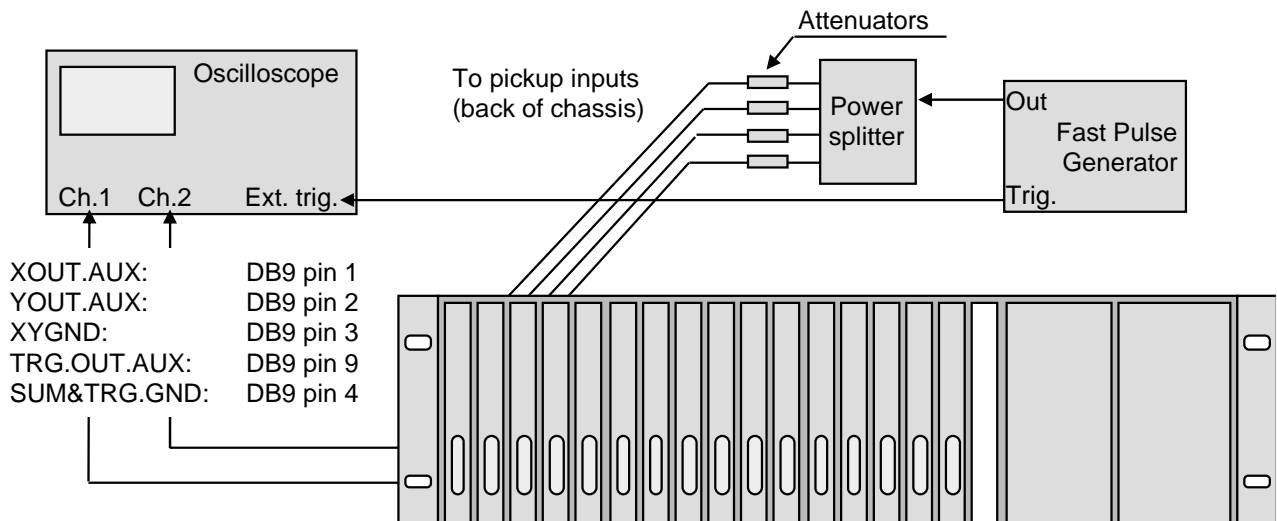 Attenuators
Oscilloscope
To pickup inputs
(back of chassis)
Power
splitter
Out
Fast Pulse
Generator
Trig.
Ch.1 Ch.2 Ext. trig.
XOUT.AUX: DB9 pin 1
YOUT.AUX: DB9 pin 2
XYGND: DB9 pin 3
TRG.OUT.AUX: DB9 pin 9
SUM&TRG.GND: DB9 pin 4